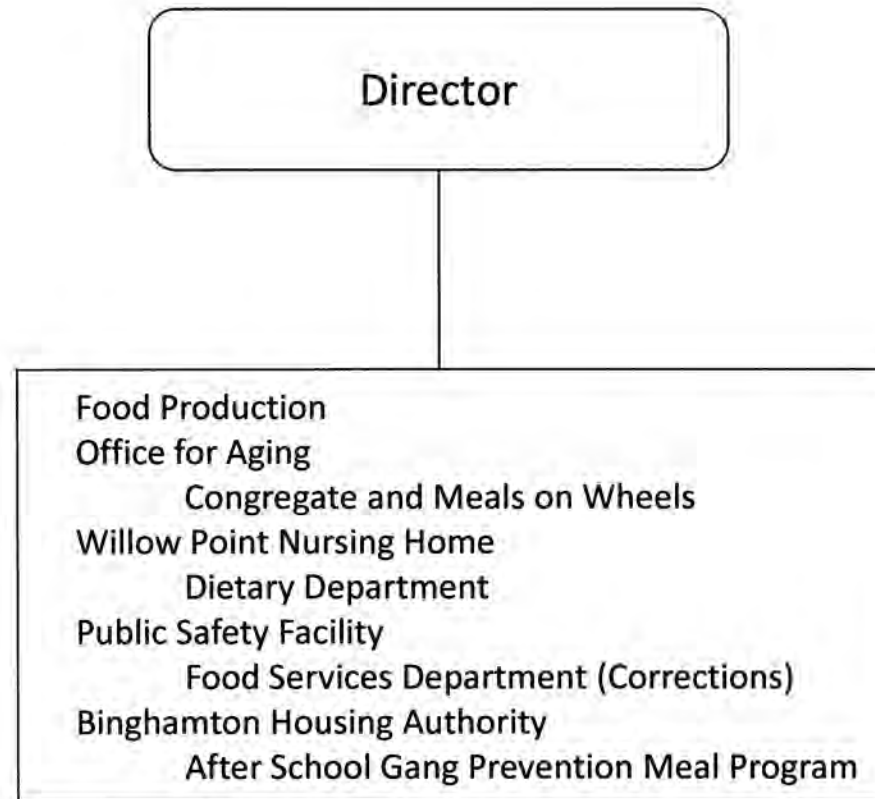 Director
Food Production
Office for Aging
Congregate and Meals on Wheels
Willow Point Nursing Home
Dietary Department
Public Safety Facility
Food Services Department (Corrections)
Binghamton Housing Authority
After School Gang Prevention Meal Program